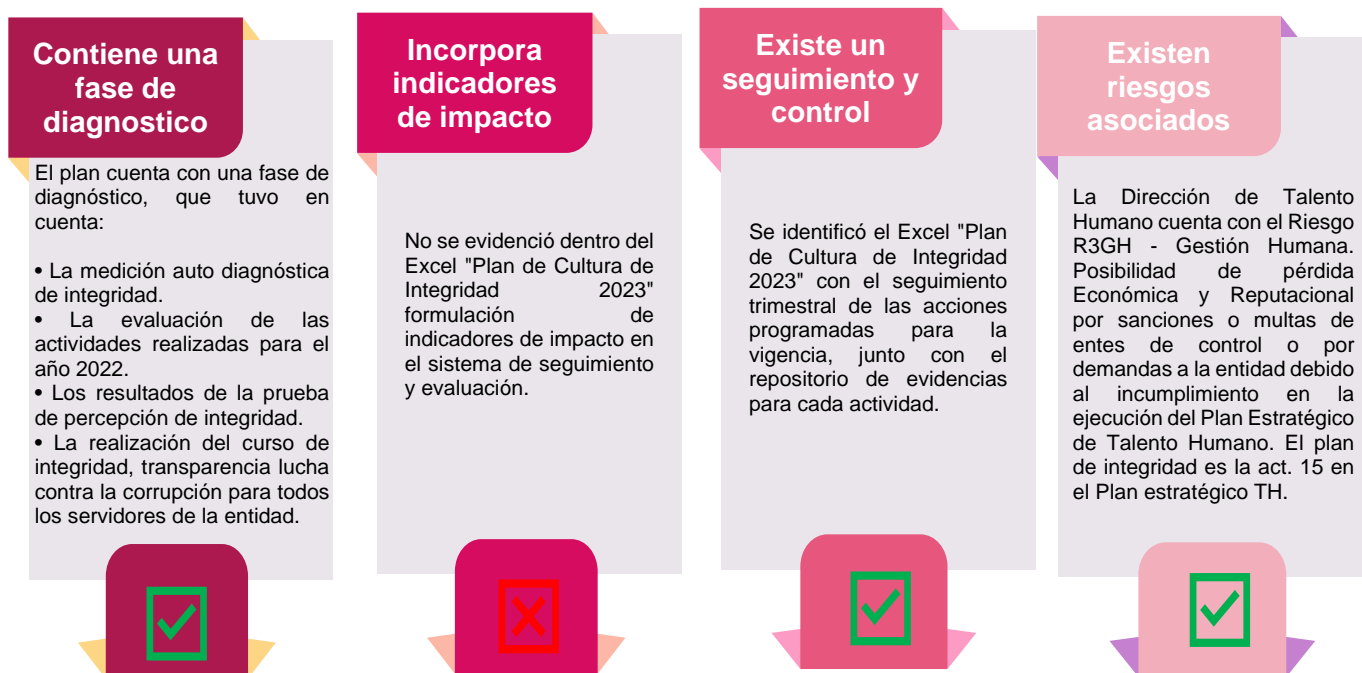 Contiene una
fase de
diagnostico
El plan cuenta con una fase de
diagnóstico, que tuvo en
cuenta:
• La medición auto diagnóstica
de integridad.
• La evaluación de las
actividades realizadas para el
año 2022.
• Los resultados de la prueba
de percepción de integridad.
• La realización del curso de
integridad, transparencia lucha
contra la corrupción para todos
los servidores de la entidad.
Incorpora
indicadores
de impacto
No se evidenció dentro del
Excel "Plan de Cultura de
Integridad 2023"
formulación de
indicadores de impacto en
el sistema de seguimiento
y evaluación.
Existe un
seguimiento y
control
Se identificó el Excel "Plan
de Cultura de Integridad
2023" con el seguimiento
trimestral de las acciones
programadas para la
vigencia, junto con el
repositorio de evidencias
para cada actividad.
Existen
riesgos
asociados
La Dirección de Talento
Humano cuenta con el Riesgo
R3GH - Gestión Humana.
Posibilidad de pérdida
Económica y Reputacional
por sanciones o multas de
entes de control o por
demandas a la entidad debido
al incumplimiento en la
ejecución del Plan Estratégico
de Talento Humano. El plan
de integridad es la act. 15 en
el Plan estratégico TH.